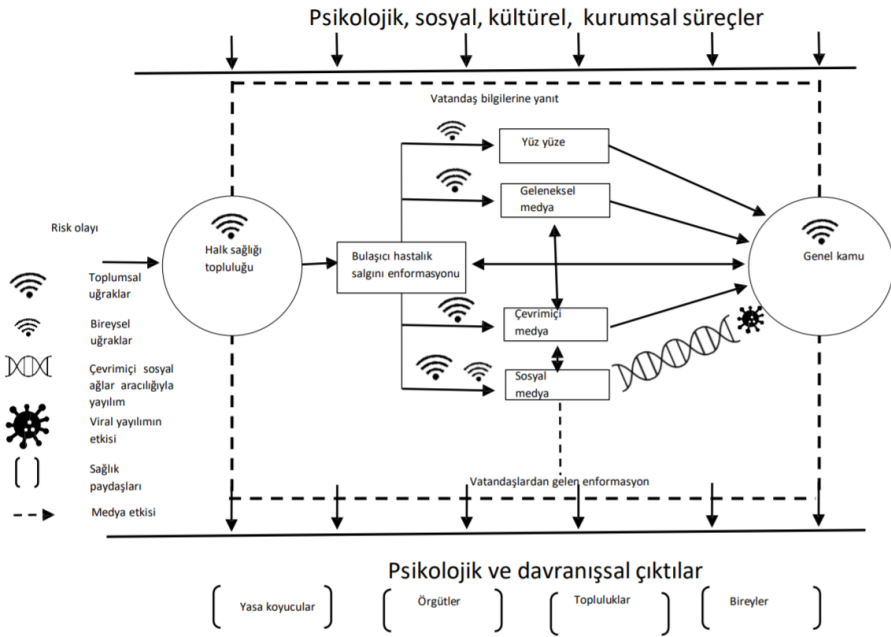 Psikolojik, sosyal, kültürel, kurumsal süreçler
Vatandaş bilgilerine yanıt
Yüz yüze
Geleneksel
medya
Risk olayı
Halk sağlığı
topluluğu
Bulaşıcı hastalık
salgını enformasyonu
Genel kamu
Toplumsal
uğraklar
Bireysel
uğraklar
Çevrimiçi
medya
Çevrimiçi sosyal
ağlar aracılığıyla
yayılım
Sosyal
medya
Viral yayılımın
etkisi
Sağlık
paydaşları
Vatandaşlardan gelen enformasyon
Medya etkisi
Psikolojik ve davranışsal çıktılar
Yasa koyucular
Örgütler
Topluluklar
Bireyler